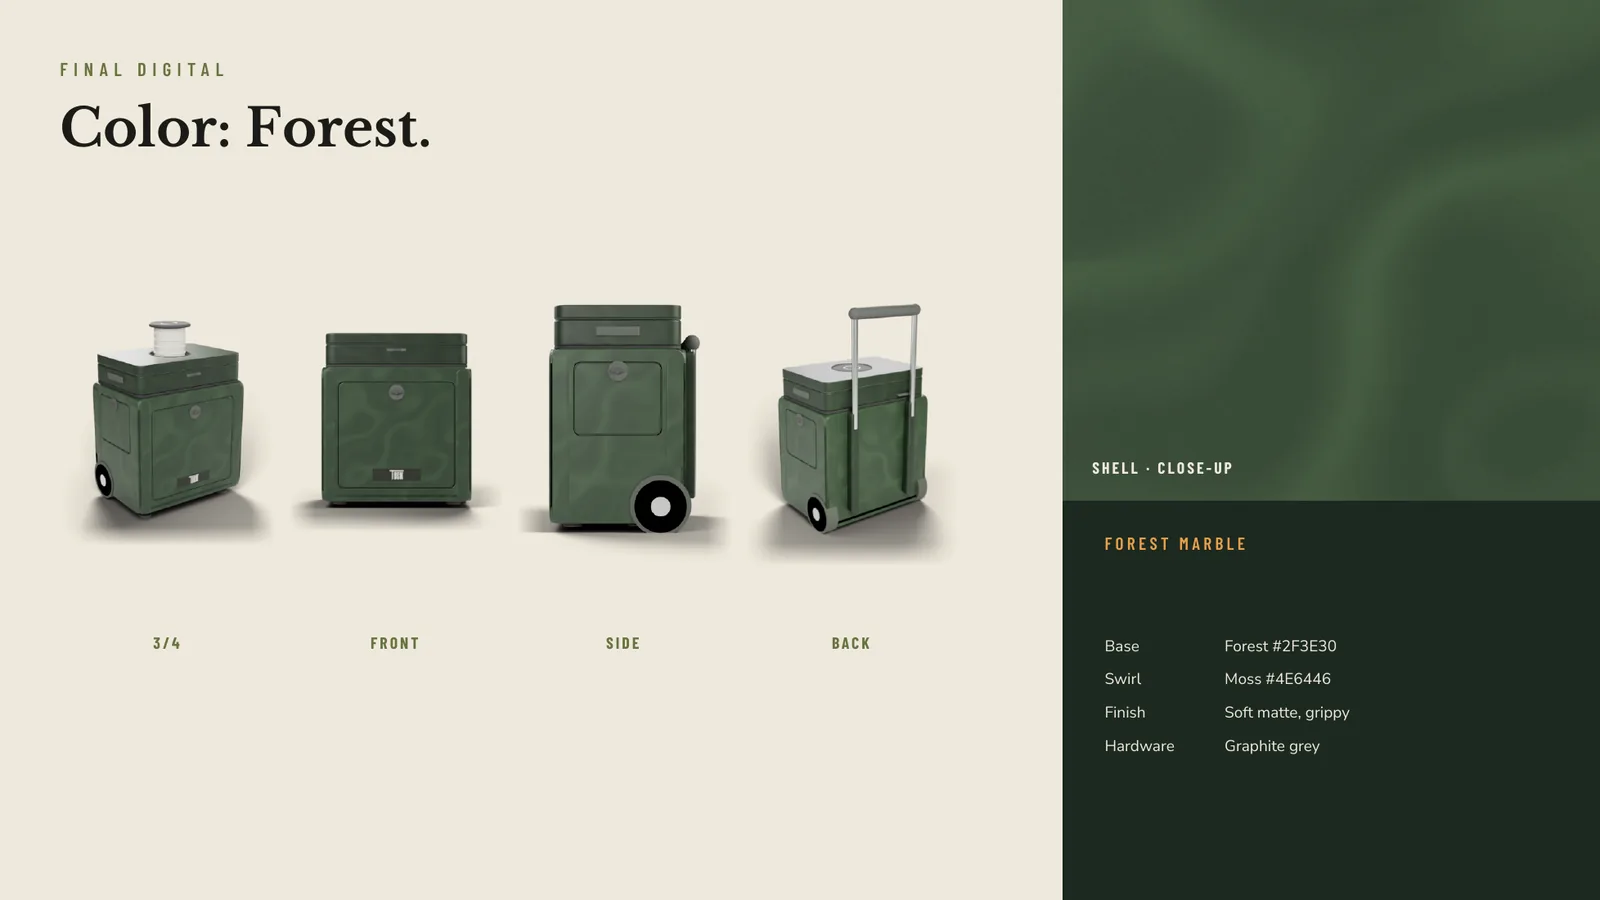 FINAL DIGITAL
Color: Forest.
3/4
FRONT
SIDE
BACK
SHELL · CLOSE-UP
FOREST MARBLE
Base Forest #2F3E30
Swirl Moss #4E6446
Finish Soft matte, grippy
Hardware Graphite grey